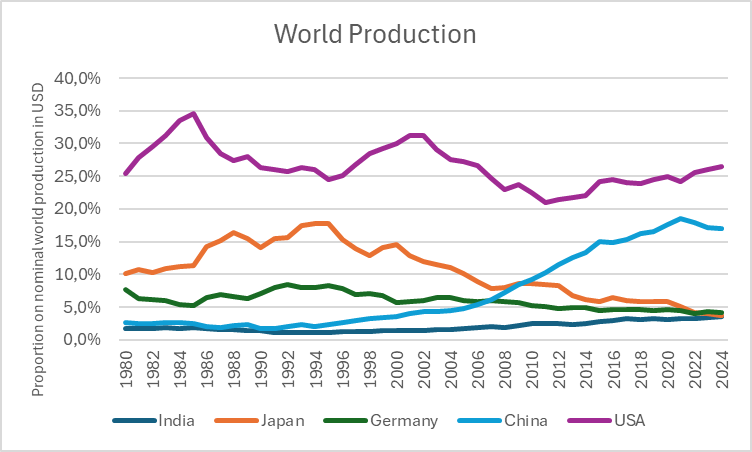 World Production
Proportion on nominal world production in USD
40,0%
35,0%
30,0%
25,0%
20,0%
15,0%
10,0%
5,0%
0,0%
1980 1982 1984 1986 1988 1990 1992 1994 1996 1998 2000 2002 2004 2006 2008 2010 2012 2014 2016 2018 2020 2022 2024
India Japan Germany China USA